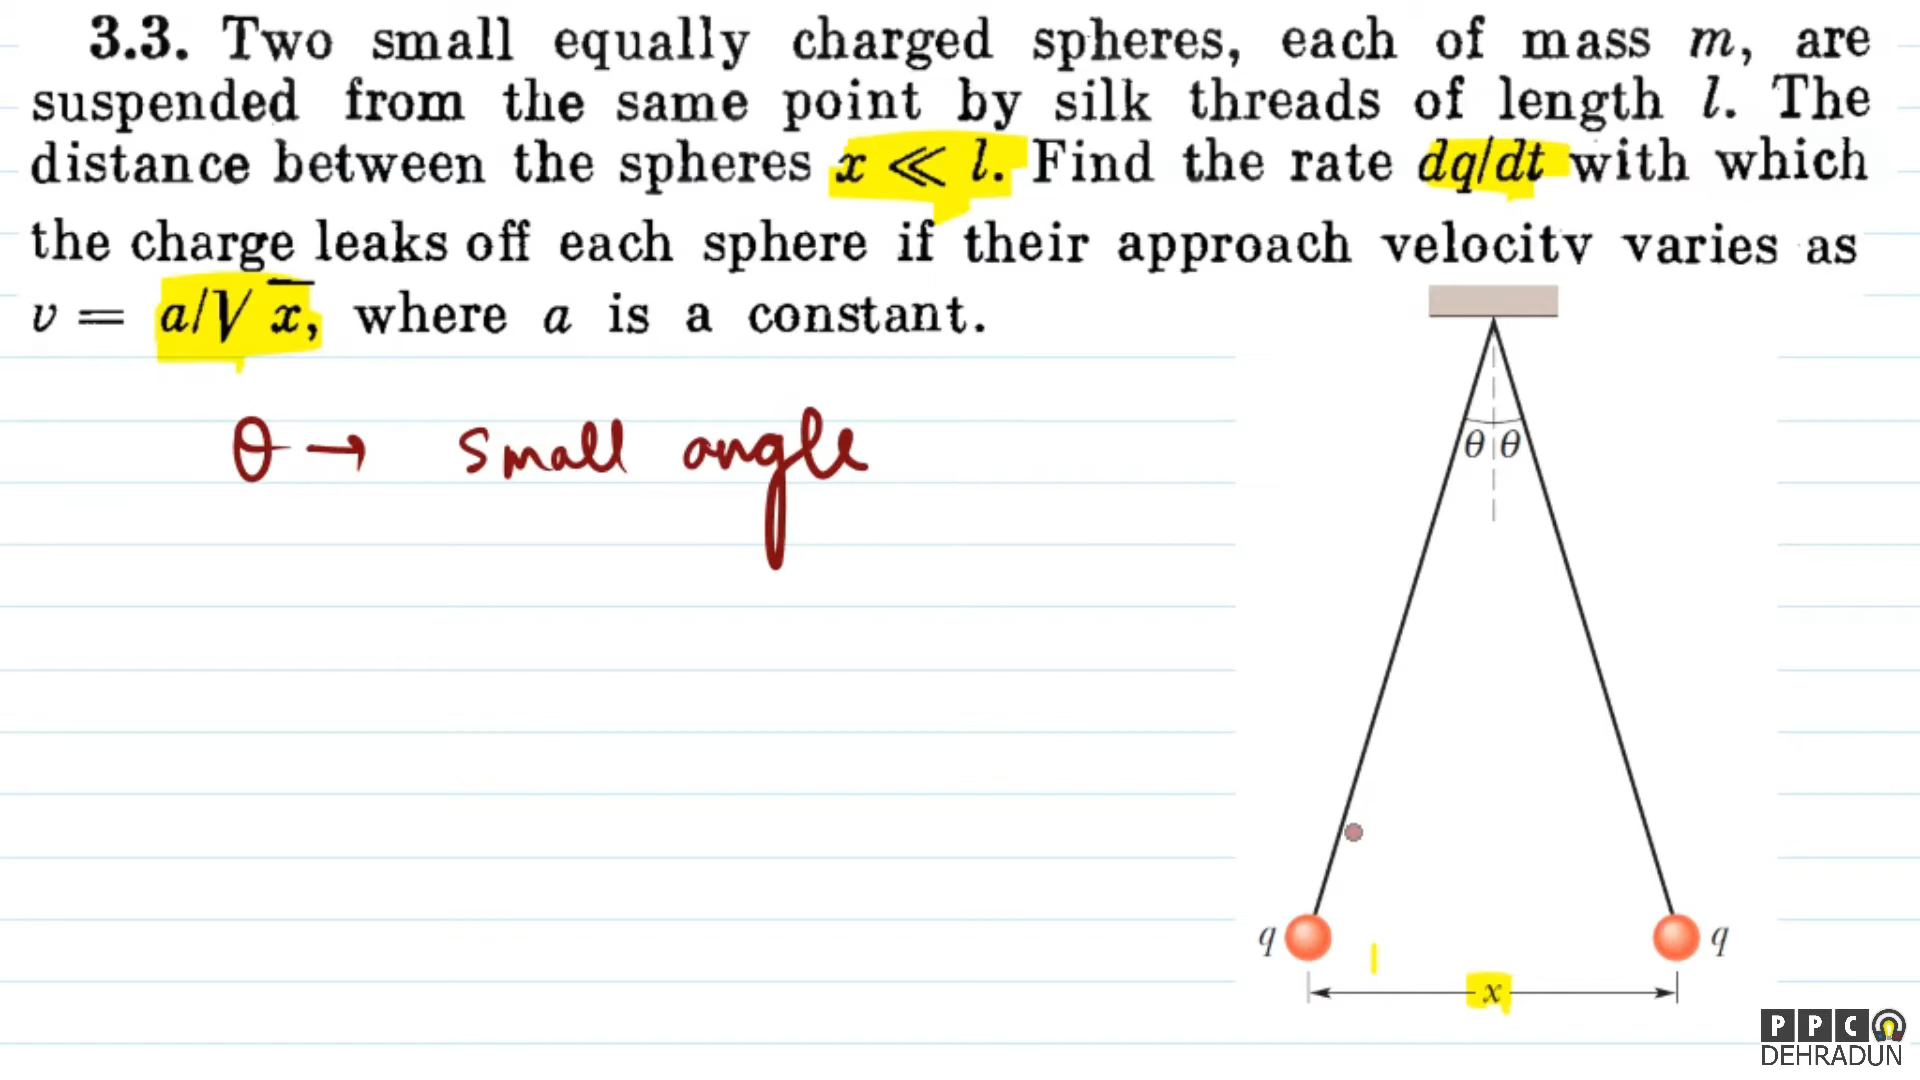 3.3. Two small equally charged spheres, each of mass m, are
suspended from the same point by silk threads of length l. The
distance between the spheres x ≪ l. Find the rate dq/dt with which
the charge leaks off each sphere if their approach velocity varies as
v = a/√x, where a is a constant.
θ → small angle
θ θ
q q
x
PPC
DEHRADUN